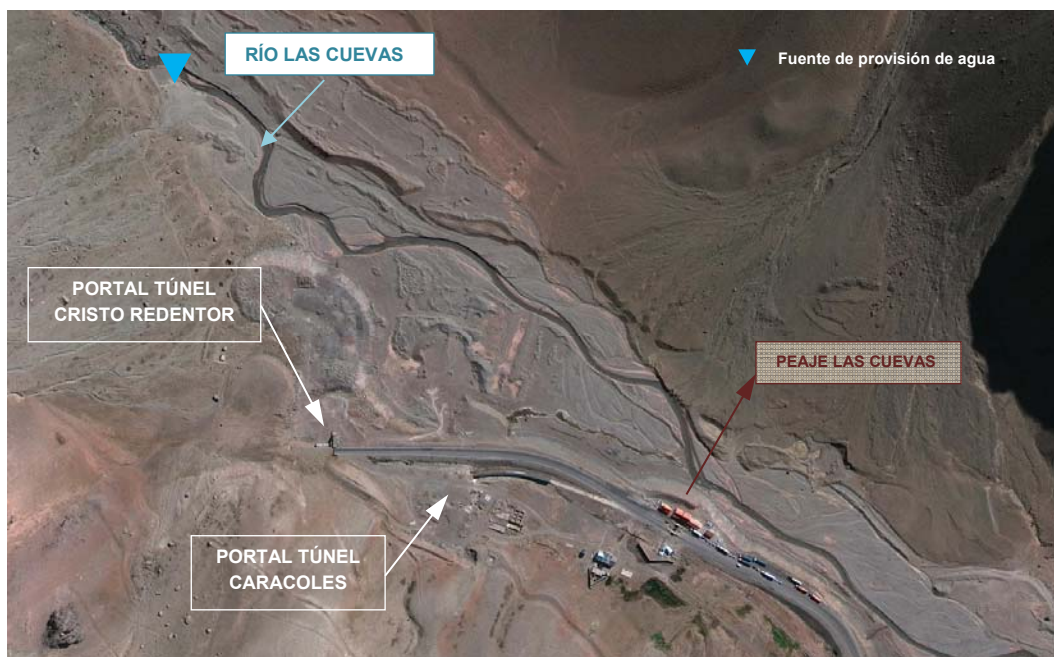 RÍO LAS CUEVAS
Fuente de provisión de agua
PORTAL TÚNEL
CRISTO REDENTOR
PEAJE LAS CUEVAS
PORTAL TÚNEL
CARACOLES